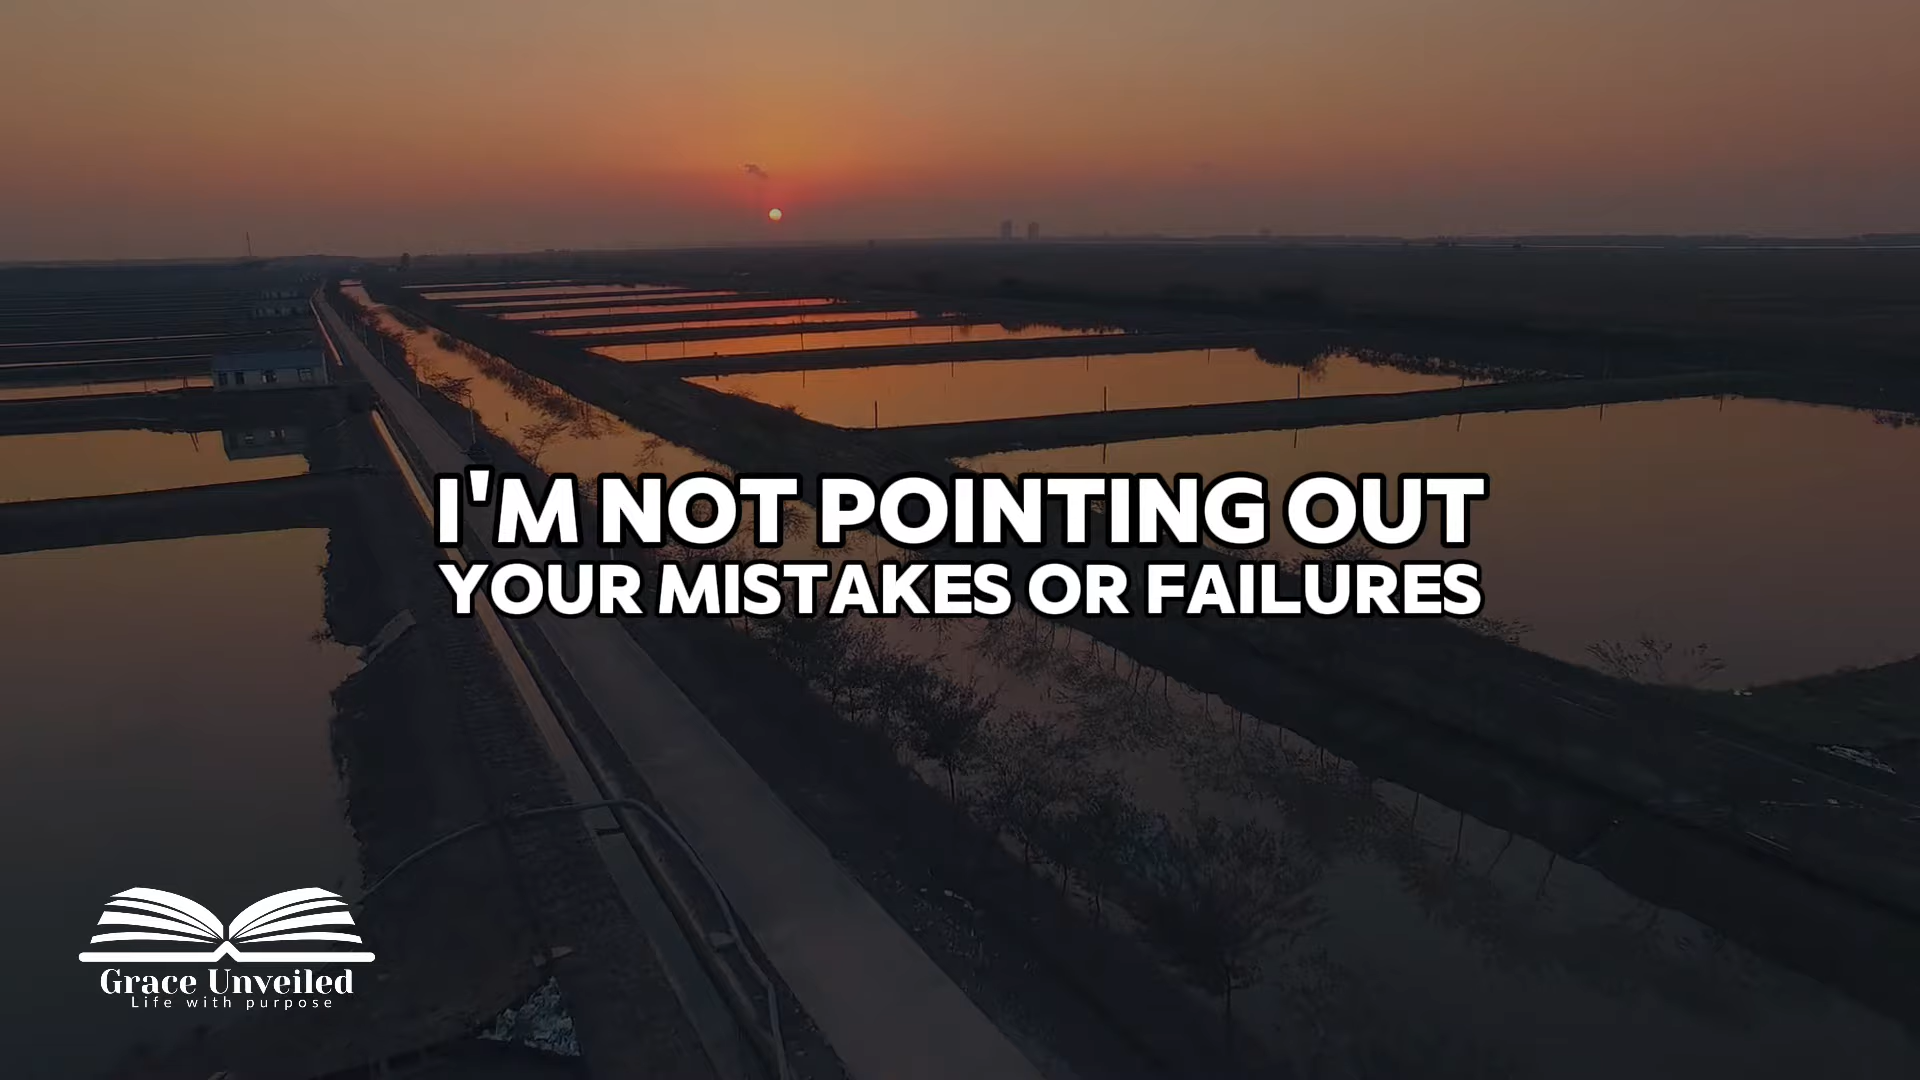 I'M NOT POINTING OUT
YOUR MISTAKES OR FAILURES
Grace Unveiled
Life with purpose